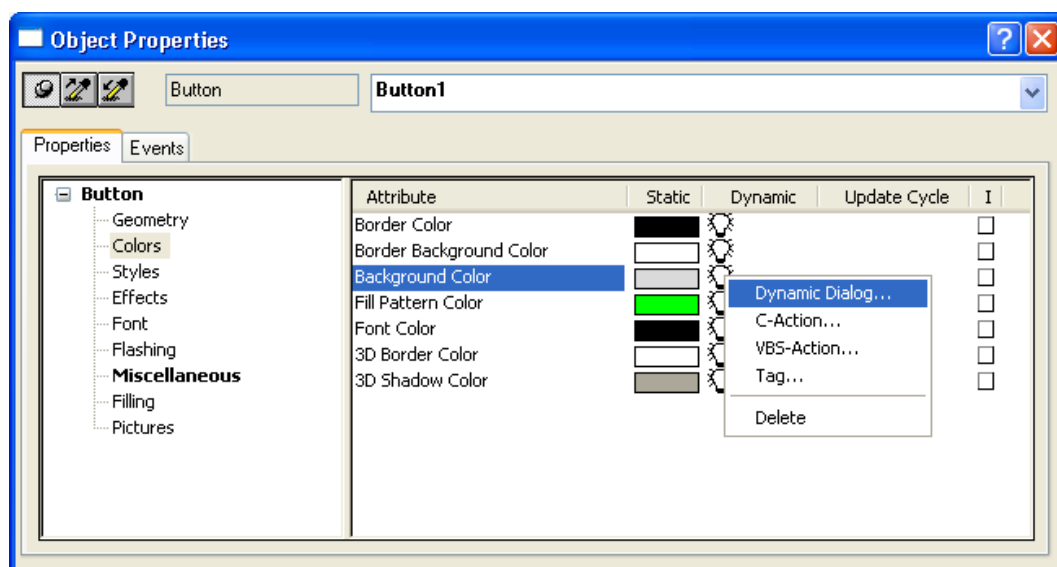 Object Properties
Button Button1
Properties Events
Button
Geometry
Colors
Styles
Effects
Font
Flashing
Miscellaneous
Filling
Pictures
Attribute Static Dynamic Update Cycle I
Border Color
Border Background Color
Background Color
Fill Pattern Color
Font Color
3D Border Color
3D Shadow Color
Dynamic Dialog...
C-Action...
VBS-Action...
Tag...
Delete